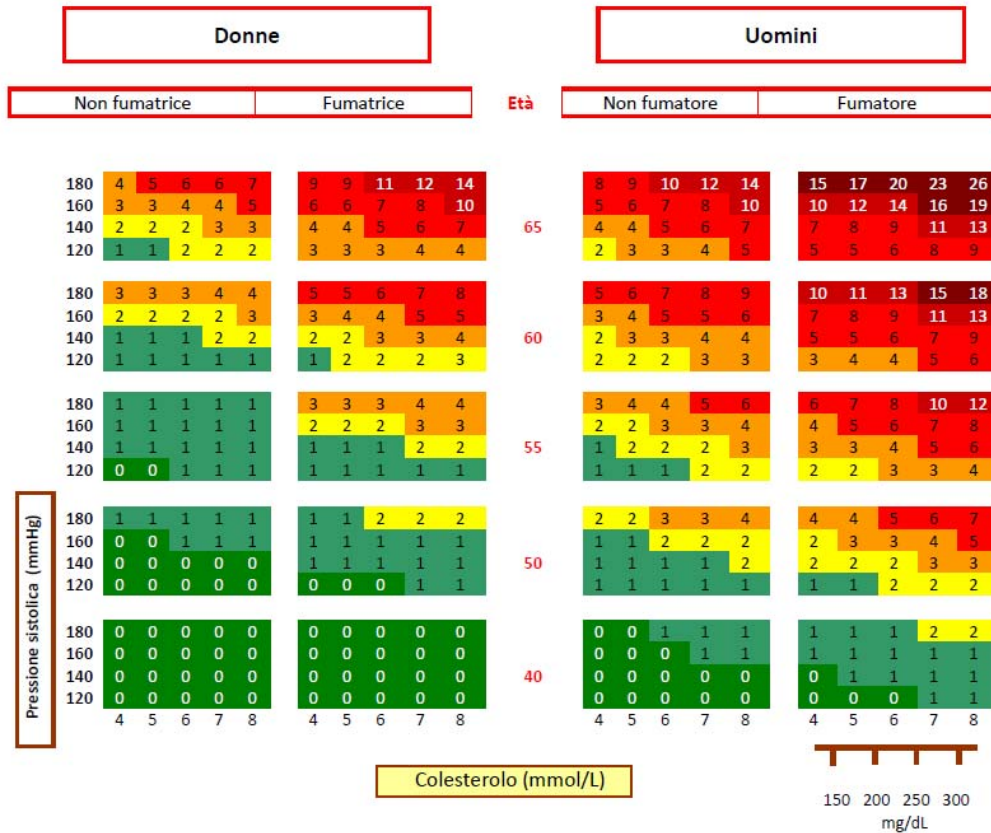 Donne Uomini
Non fumatrice Fumatrice Età Non fumatore Fumatore
180 4 5 6 6 7 9 9 11 12 14 8 9 10 12 14 15 17 20 23 26
160 3 3 4 4 5 6 6 7 8 10 5 6 7 8 10 10 12 14 16 19
140 2 2 2 3 3 4 4 5 6 7 65 4 4 5 6 7 7 8 9 11 13
120 1 1 2 2 2 3 3 3 4 4 2 3 3 4 5 5 5 6 8 9
180 3 3 3 4 4 5 5 6 7 8 5 6 7 8 9 10 11 13 15 18
160 2 2 2 2 3 3 4 4 5 5 3 4 5 5 6 7 8 9 11 13
140 1 1 1 2 2 2 2 3 3 4 60 2 3 3 4 4 5 5 6 7 9
120 1 1 1 1 1 1 2 2 2 3 2 2 2 3 3 3 4 4 5 6
180 1 1 1 1 1 3 3 3 4 4 3 4 4 5 6 6 7 8 10 12
160 1 1 1 1 1 2 2 2 3 3 2 2 3 3 4 4 5 6 7 8
140 1 1 1 1 1 1 1 1 2 2 55 1 2 2 2 3 3 3 4 5 6
120 0 0 1 1 1 1 1 1 1 1 1 1 1 2 2 2 2 3 3 4
180 1 1 1 1 1 1 1 2 2 2 2 2 3 3 4 4 4 5 6 7
160 0 0 1 1 1 1 1 1 1 1 1 1 2 2 2 2 3 3 4 5
140 0 0 0 0 0 1 1 1 1 1 50 1 1 1 1 2 2 2 2 3 3
120 0 0 0 0 0 0 0 0 1 1 1 1 1 1 1 1 1 2 2 2
180 0 0 0 0 0 0 0 0 0 0 0 0 1 1 1 1 1 1 2 2
160 0 0 0 0 0 0 0 0 0 0 0 0 0 1 1 1 1 1 1 1
140 0 0 0 0 0 0 0 0 0 0 40 0 0 0 0 0 0 1 1 1 1
120 0 0 0 0 0 0 0 0 0 0 0 0 0 0 0 0 0 0 1 1
4 5 6 7 8 4 5 6 7 8 4 5 6 7 8 4 5 6 7 8
Pressione sistolica (mmHg)
Colesterolo (mmol/L)
150 200 250 300
mg/dL